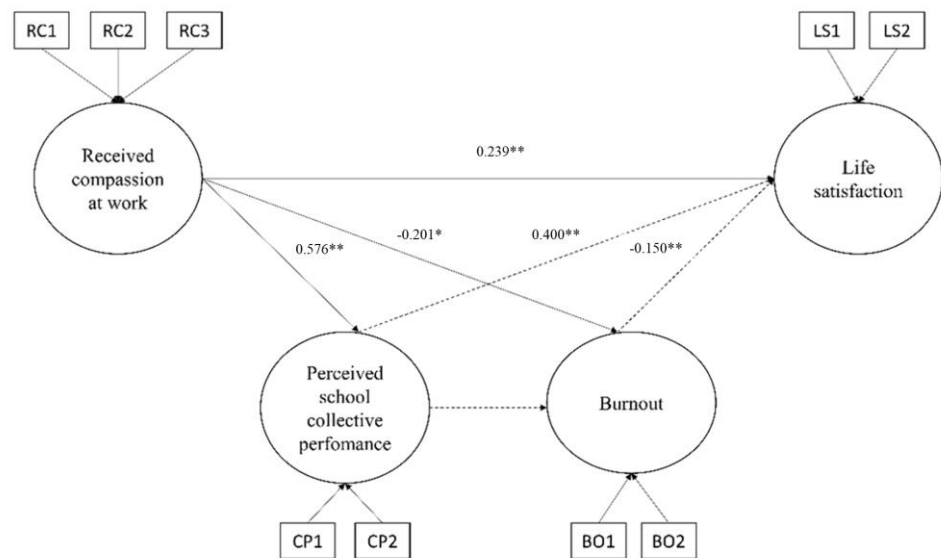 RC1 RC2 RC3 LS1 LS2
Received
compassion
at work
0.239**
Life
satisfaction
0.576**
-0.201*
0.400**
-0.150**
Perceived
school
collective
perfomance
Burnout
CP1 CP2 BO1 BO2